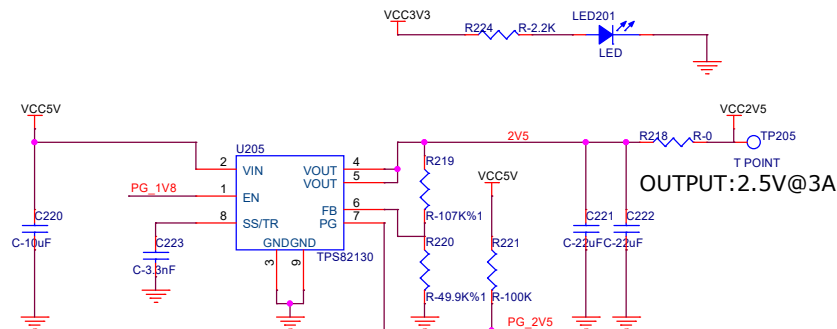 VCC3V3
R224
R-2.2K
LED201
LED
VCC5V
U205
2
VIN
VOUT
4
VOUT
5
1
EN
PG_1V8
8
SS/TR
FB
6
PG
7
GND
GND
3
9
TPS82130
C220
C-10uF
C223
C-3.3nF
2V5
R219
R-107K%1
R220
R-49.9K%1
VCC5V
R221
R-100K
PG_2V5
C221
C-22uF
C222
C-22uF
R218
R-0
VCC2V5
TP205
T POINT
OUTPUT:2.5V@3A